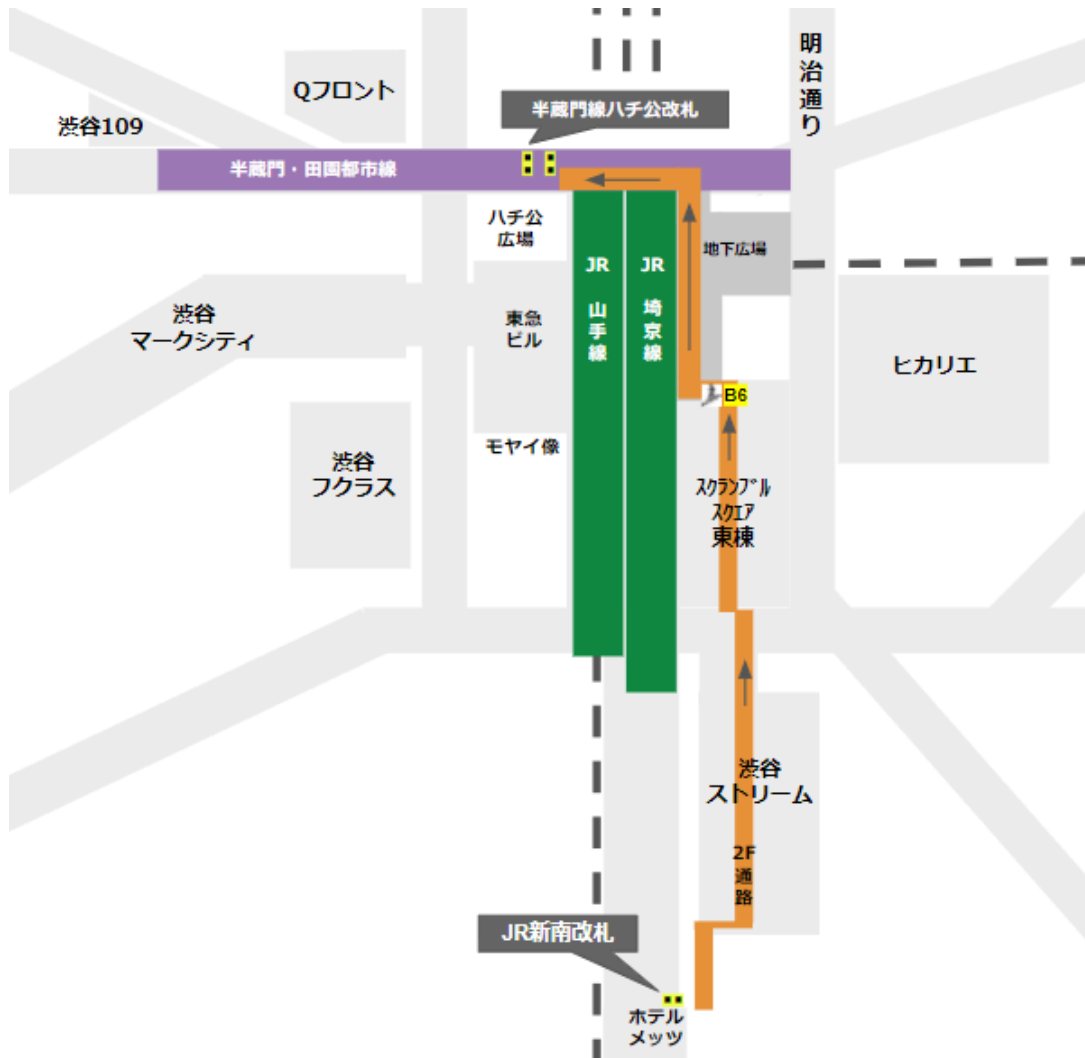 明治通り
Qフロント
半蔵門線八チ公改札
渋谷109
半蔵門・田園都市線
ハチ公
広場
地下広場
JR 山手線
JR 埼京線
渋谷
マークシティ
東急
ビル
ヒカリエ
B6
モヤイ像
渋谷
フクラス
ｽｸﾗﾝﾌﾞﾙ
ｽｸｴｱ
東棟
渋谷
ストリーム
2F
通路
JR新南改札
ホテル
メッツ